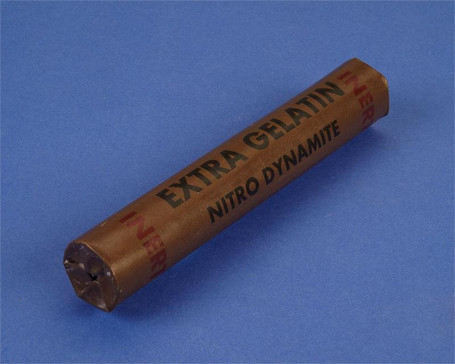 INERT
EXTRA GELATIN
NITRO DYNAMITE
INERT